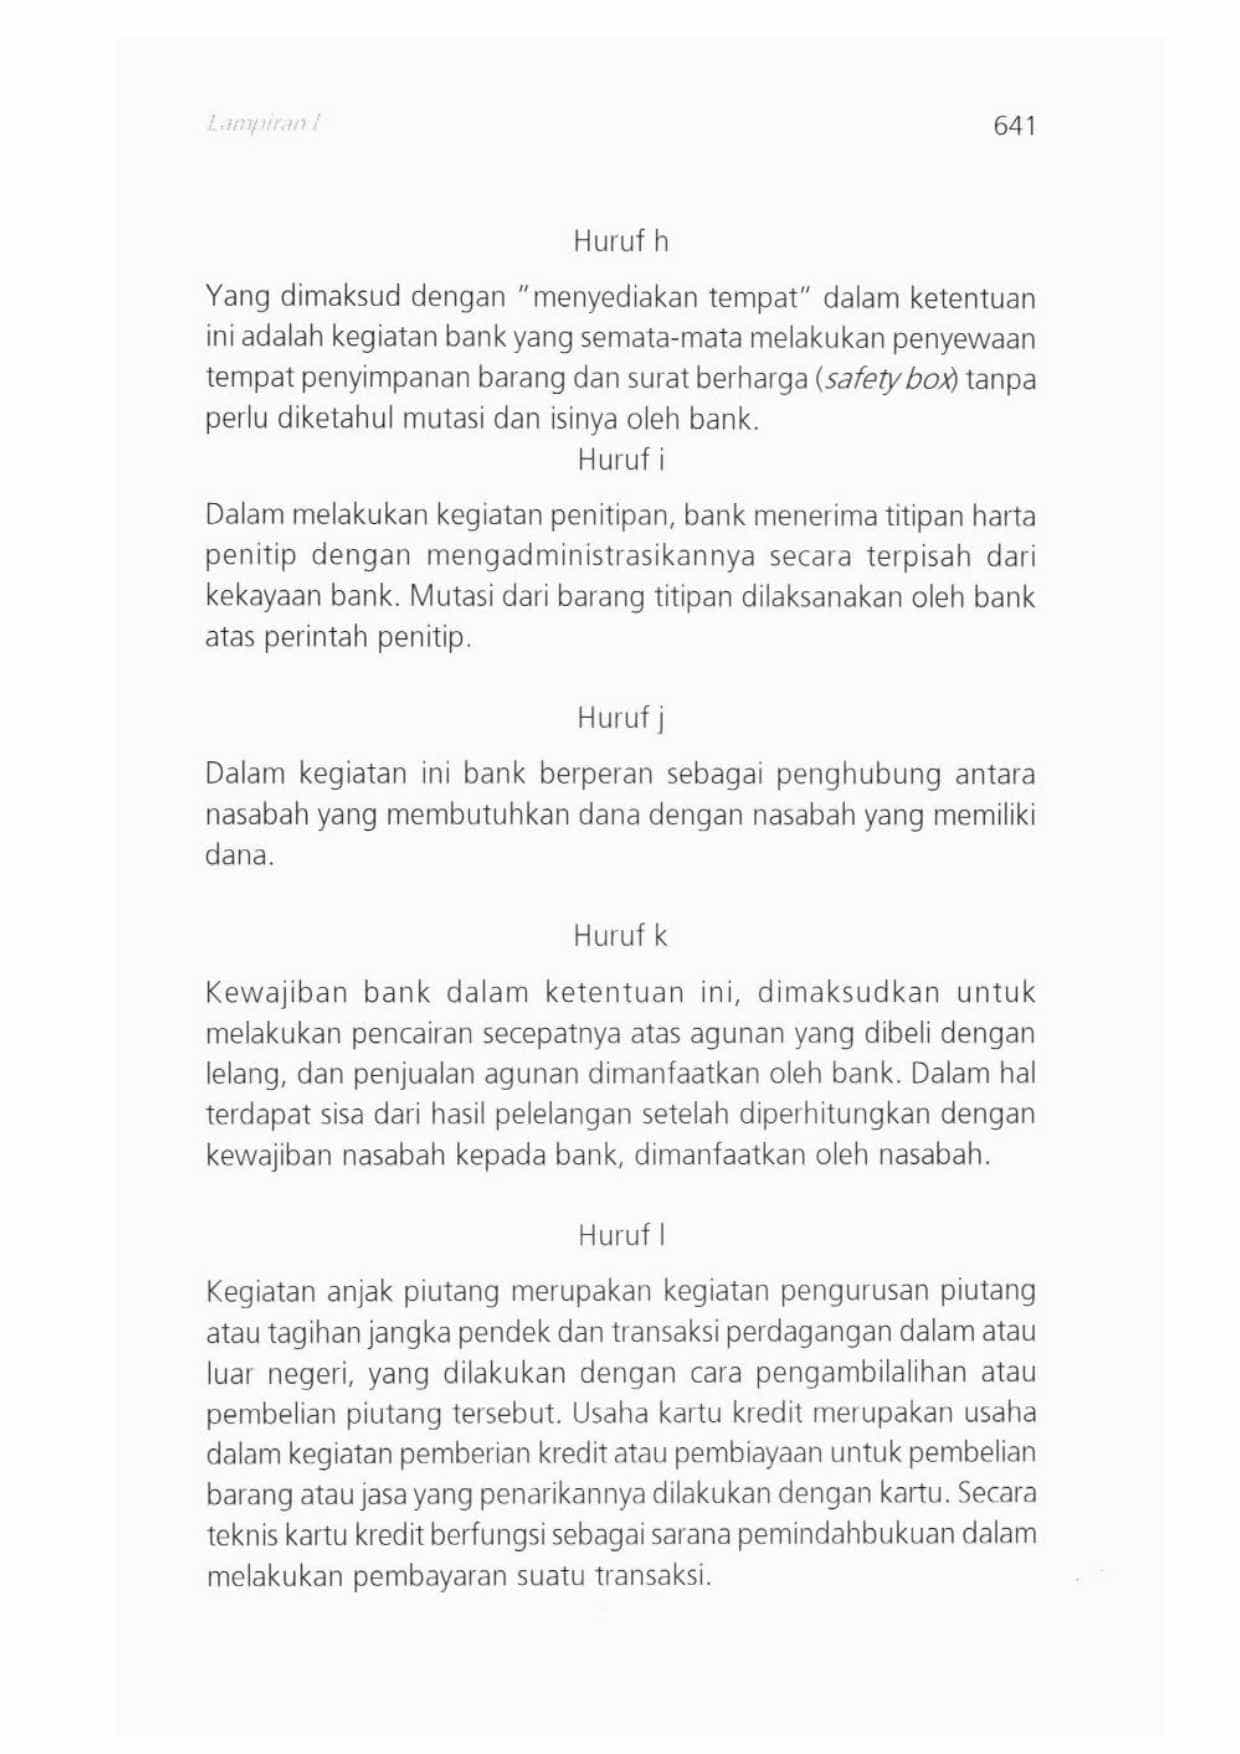 Lampiran I
641
Huruf h
Yang dimaksud dengan "menyediakan tempat" dalam ketentuan
ini adalah kegiatan bank yang semata-mata melakukan penyewaan
tempat penyimpanan barang dan surat berharga (safety box) tanpa
perlu diketahul mutasi dan isinya oleh bank.
Huruf i
Dalam melakukan kegiatan penitipan, bank menerima titipan harta
penitip dengan mengadministrasikannya secara terpisah dari
kekayaan bank. Mutasi dari barang titipan dilaksanakan oleh bank
atas perintah penitip.
Huruf j
Dalam kegiatan ini bank berperan sebagai penghubung antara
nasabah yang membutuhkan dana dengan nasabah yang memiliki
dana.
Huruf k
Kewajiban bank dalam ketentuan ini, dimaksudkan untuk
melakukan pencairan secepatnya atas agunan yang dibeli dengan
lelang, dan penjualan agunan dimanfaatkan oleh bank. Dalam hal
terdapat sisa dari hasil pelelangan setelah diperhitungkan dengan
kewajiban nasabah kepada bank, dimanfaatkan oleh nasabah.
Huruf l
Kegiatan anjak piutang merupakan kegiatan pengurusan piutang
atau tagihan jangka pendek dan transaksi perdagangan dalam atau
luar negeri, yang dilakukan dengan cara pengambilalihan atau
pembelian piutang tersebut. Usaha kartu kredit merupakan usaha
dalam kegiatan pemberian kredit atau pembiayaan untuk pembelian
barang atau jasa yang penarikannya dilakukan dengan kartu. Secara
teknis kartu kredit berfungsi sebagai sarana pemindahbukuan dalam
melakukan pembayaran suatu transaksi.